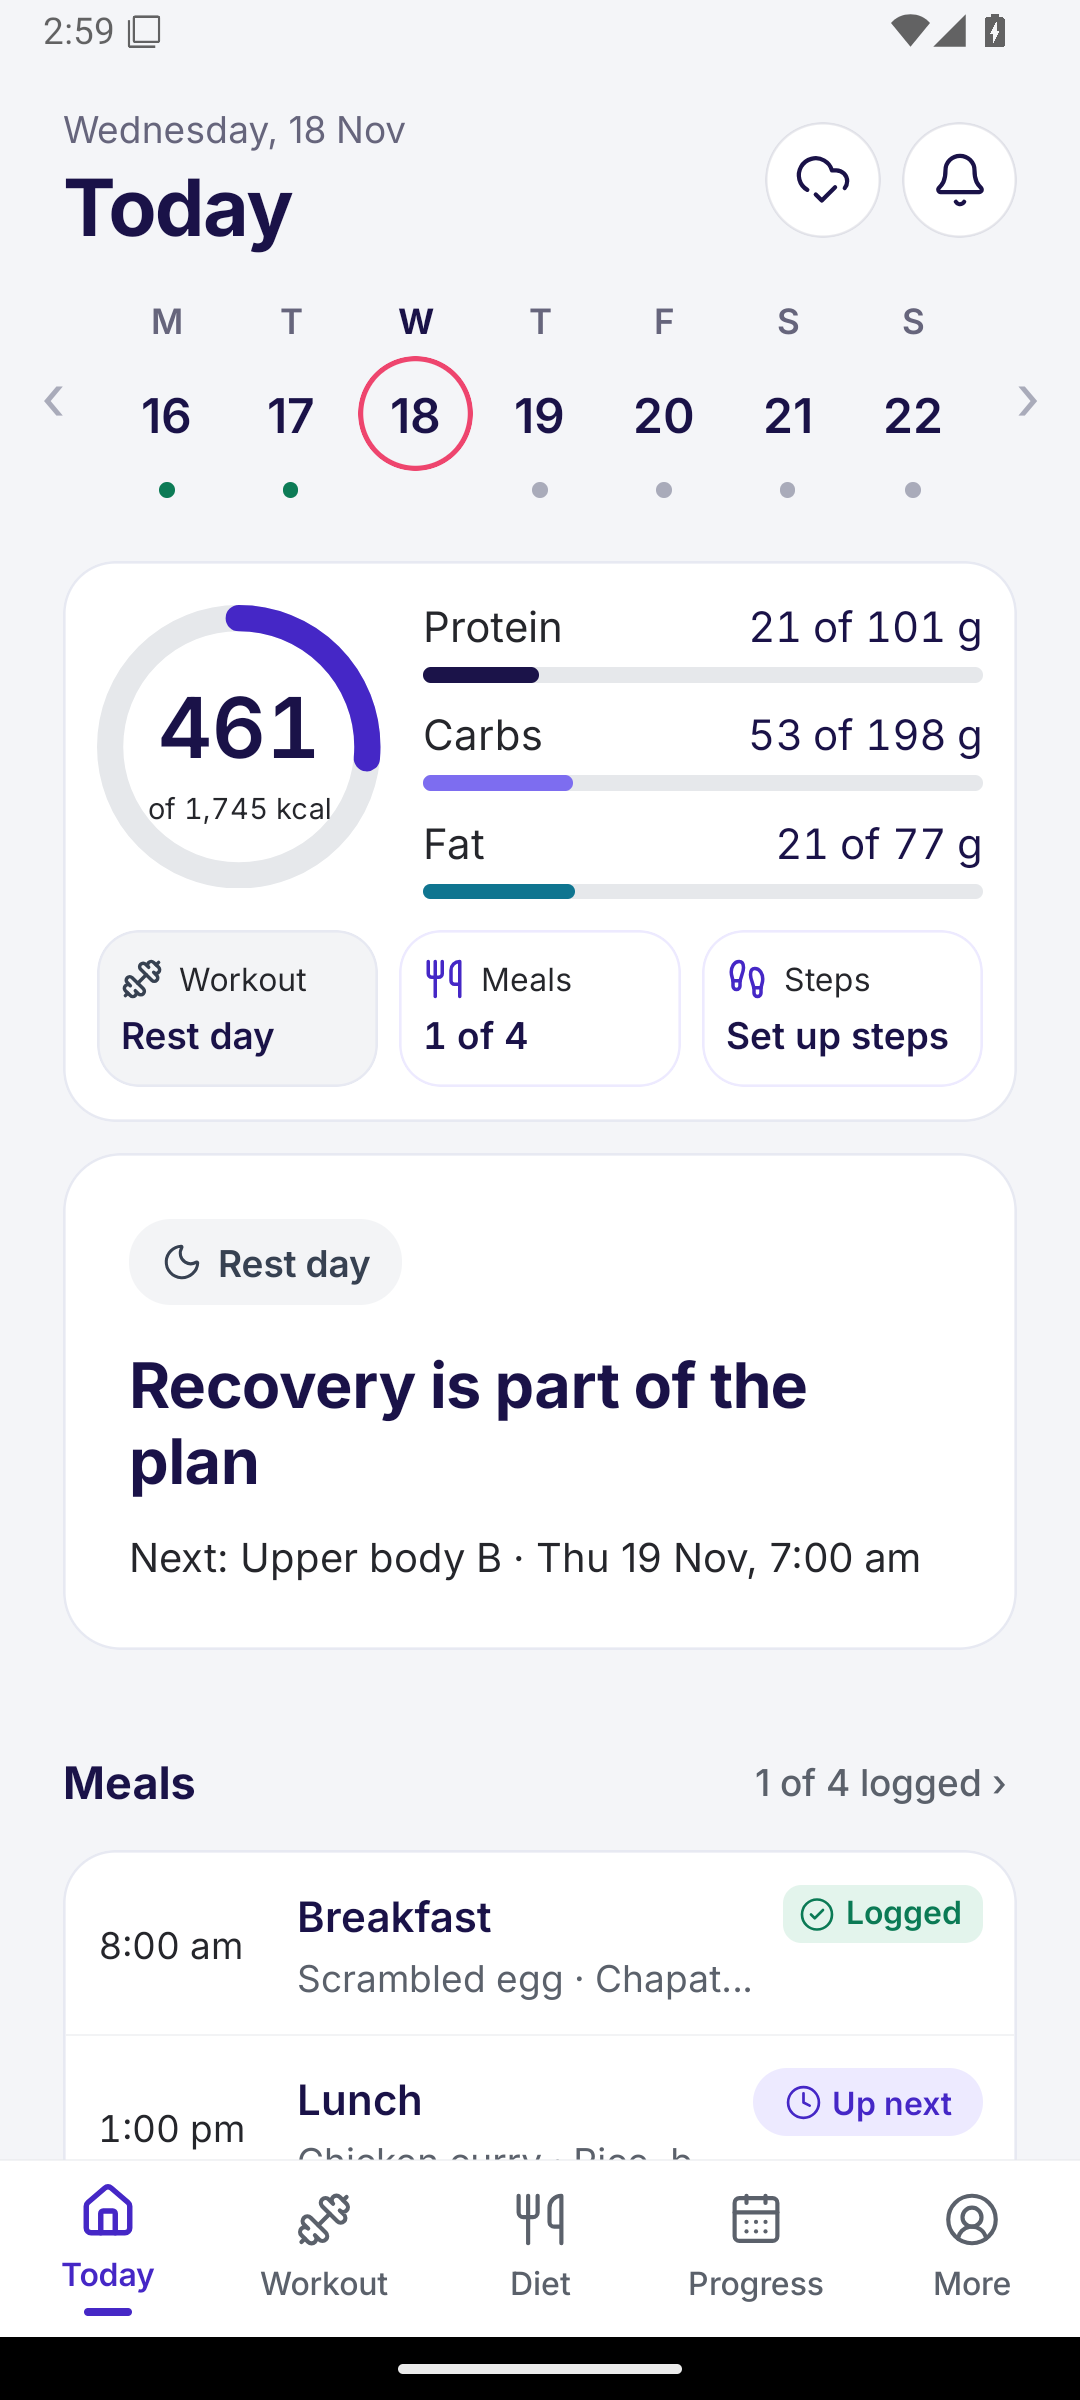 2:59
Wednesday, 18 Nov
Today
M T W T F S S
‹ 16 17 18 19 20 21 22 ›
461
of 1,745 kcal
Protein 21 of 101 g
Carbs 53 of 198 g
Fat 21 of 77 g
Workout
Rest day
Meals
1 of 4
Steps
Set up steps
Rest day
Recovery is part of the
plan
Next: Upper body B · Thu 19 Nov, 7:00 am
Meals 1 of 4 logged ›
8:00 am
Breakfast
Logged
Scrambled egg · Chapat...
1:00 pm
Lunch
Up next
Chicken curry · Rice, b
Today Workout Diet Progress More